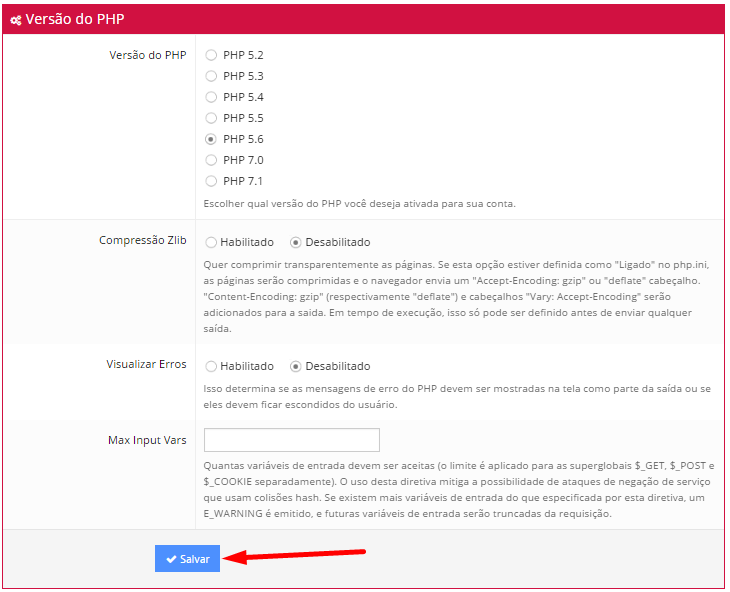 Versão do PHP
Versão do PHP
PHP 5.2
PHP 5.3
PHP 5.4
PHP 5.5
PHP 5.6
PHP 7.0
PHP 7.1
Escolher qual versão do PHP você deseja ativada para sua conta.
Compressão Zlib
Habilitado Desabilitado
Quer comprimir transparentemente as páginas. Se esta opção estiver definida como "Ligado" no php.ini,
as páginas serão comprimidas e o navegador envia um "Accept-Encoding: gzip" ou "deflate" cabeçalho.
"Content-Encoding: gzip" (respectivamente "deflate") e cabeçalhos "Vary: Accept-Encoding" serão
adicionados para a saida. Em tempo de execução, isso só pode ser definido antes de enviar qualquer
saída.
Visualizar Erros
Habilitado Desabilitado
Isso determina se as mensagens de erro do PHP devem ser mostradas na tela como parte da saída ou se
eles devem ficar escondidos do usuário.
Max Input Vars
Quantas variáveis de entrada devem ser aceitas (o limite é aplicado para as superglobais $_GET, $_POST e
$_COOKIE separadamente). O uso desta diretiva mitiga a possibilidade de ataques de negação de serviço
que usam colisões hash. Se existem mais variáveis de entrada do que especificada por esta diretiva, um
E_WARNING é emitido, e futuras variáveis de entrada serão truncadas da requisição.
Salvar